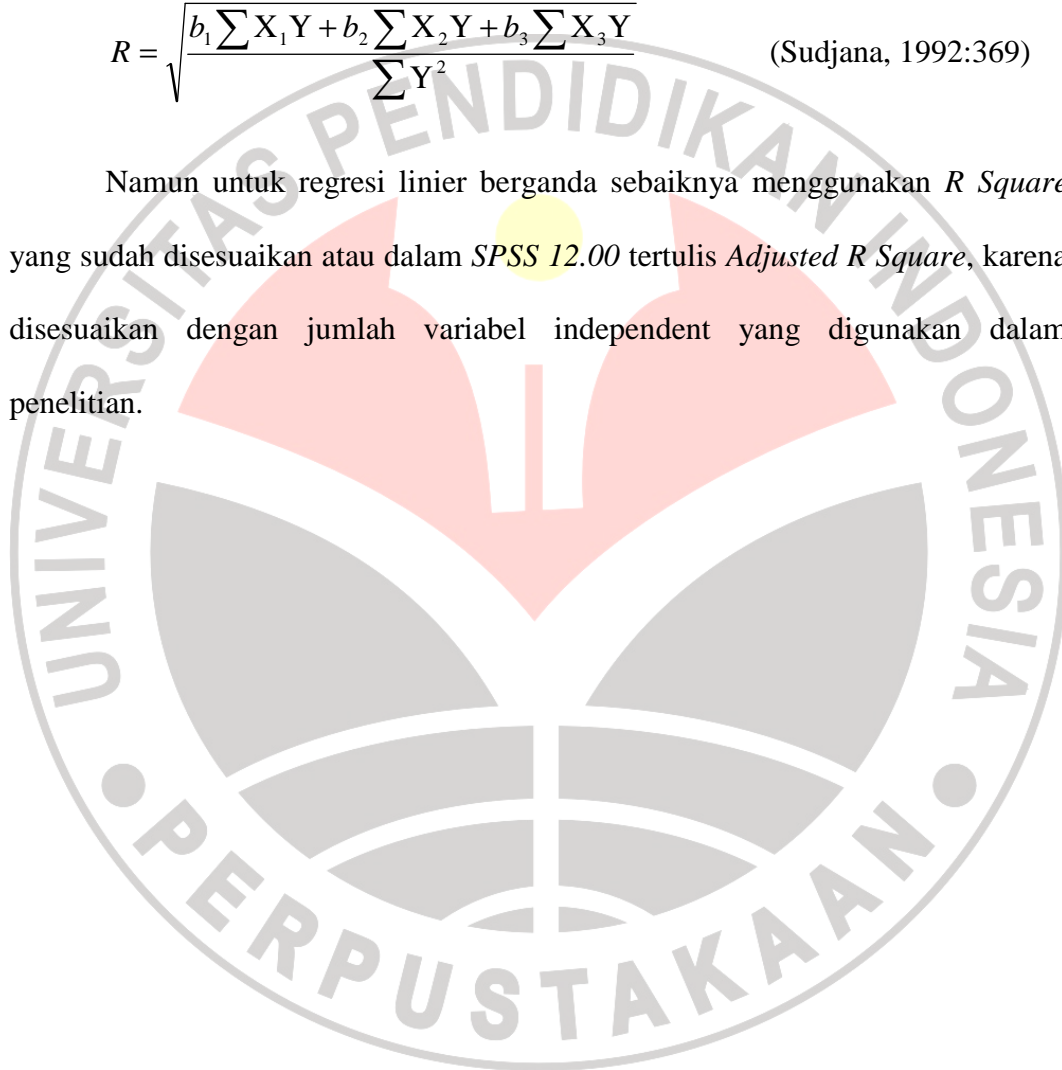 R = √((b₁∑X₁Y + b₂∑X₂Y + b₃∑X₃Y) / ∑Y²) (Sudjana, 1992:369)
Namun untuk regresi linier berganda sebaiknya menggunakan R Square
yang sudah disesuaikan atau dalam SPSS 12.00 tertulis Adjusted R Square, karena
disesuaikan dengan jumlah variabel independent yang digunakan dalam
penelitian.
UNIVERSITAS PENDIDIKAN INDONESIA
PERPUSTAKAAN